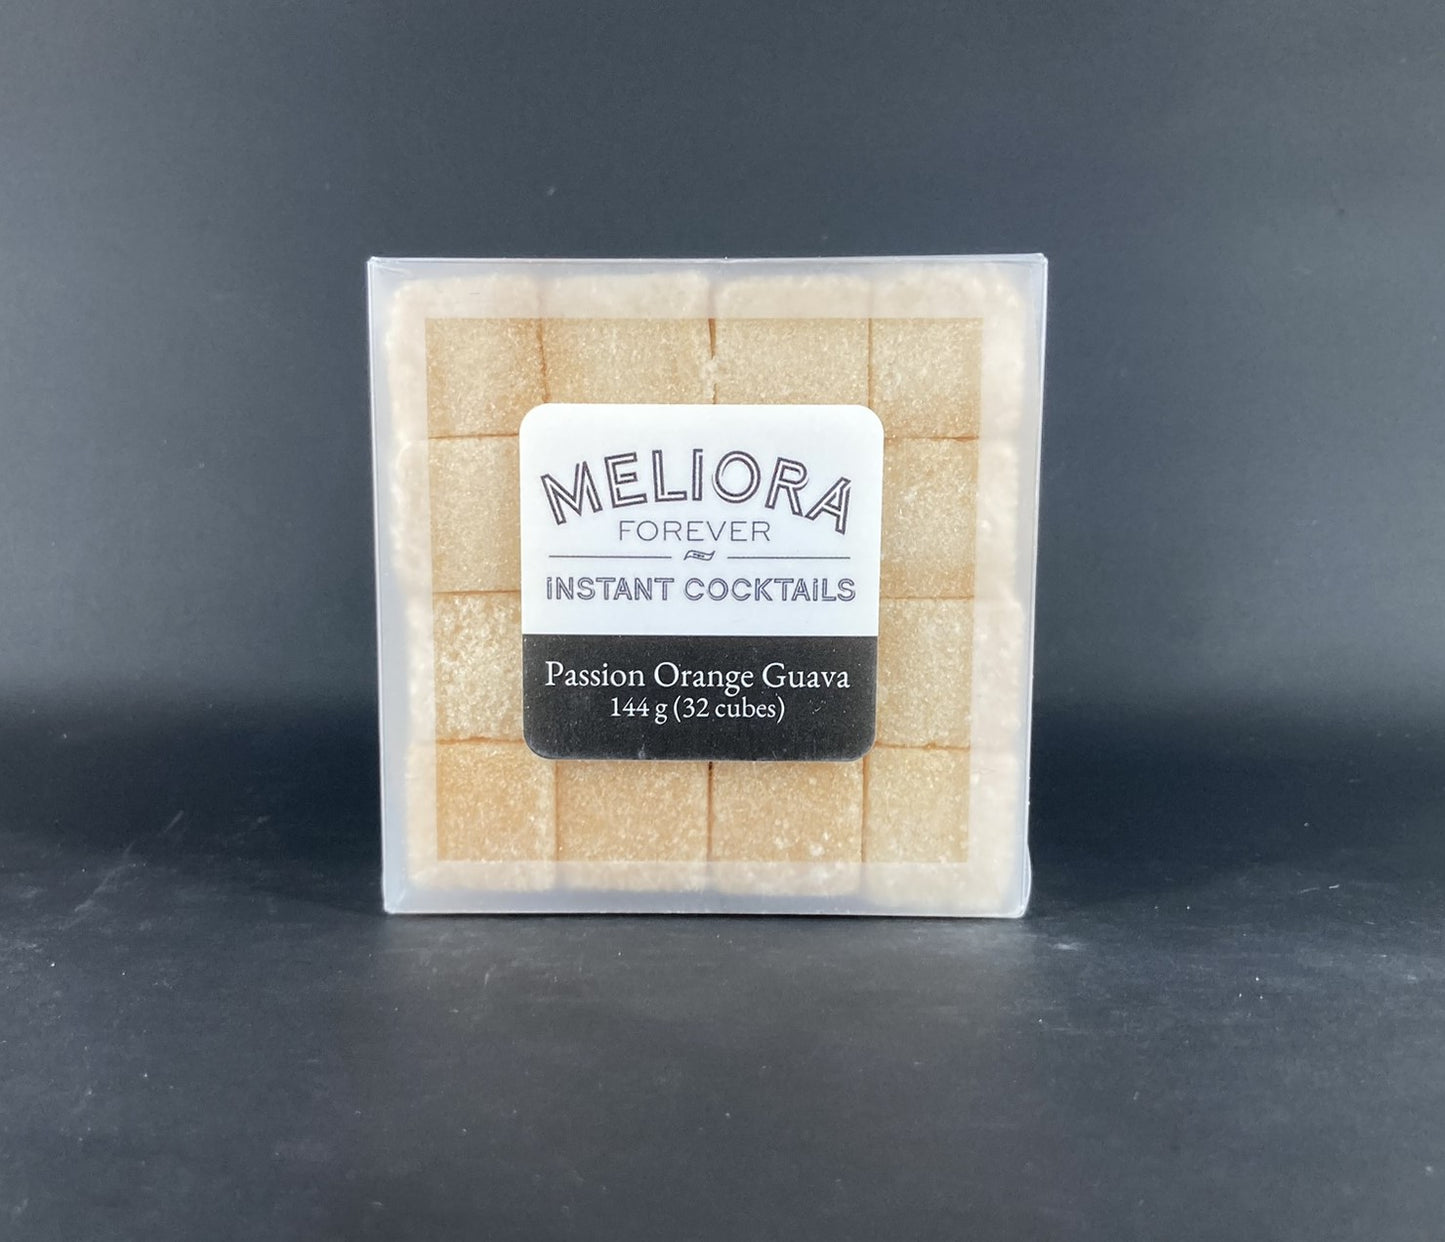 MELIORA
FOREVER
INSTANT COCKTAILS
Passion Orange Guava
144 g (32 cubes)